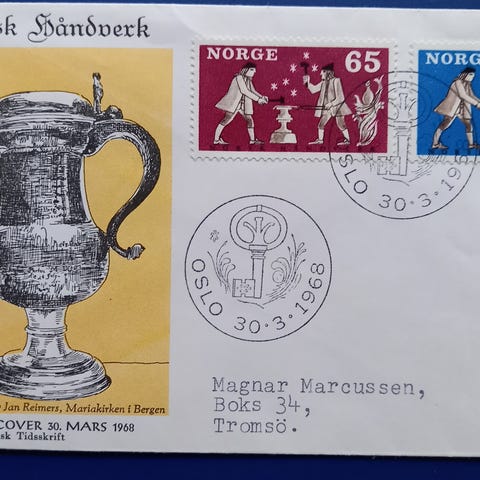 sk Håndverk
NORGE 65
NORGE
OSLO 30·3·1968
OSLO 30·3·1968
Jan Reimers, Mariakirken i Bergen
COVER 30. MARS 1968
sk Tidsskrift
Magnar Marcussen,
Boks 34,
Tromsö.